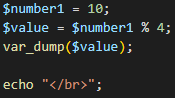 $number1 = 10;
$value = $number1 % 4;
var_dump($value);
echo "</br>";